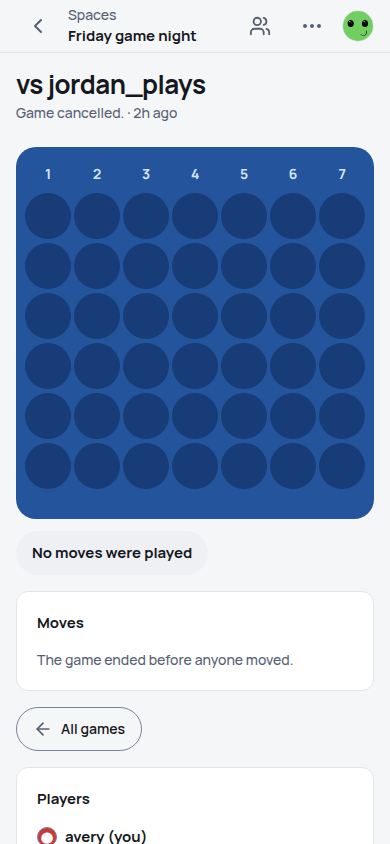 Spaces
Friday game night
vs jordan_plays
Game cancelled. · 2h ago
1 2 3 4 5 6 7
No moves were played
Moves
The game ended before anyone moved.
All games
Players
avery (you)